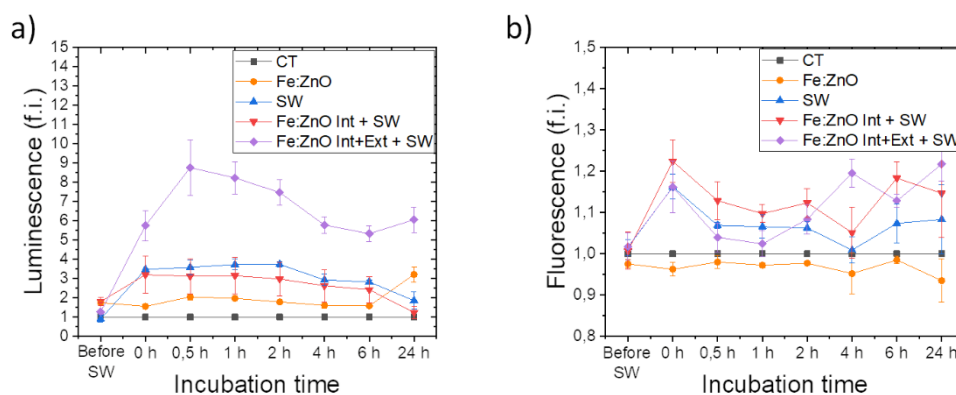 a)
Luminescence (f.i.)
15
14
13
12
11
10
9
8
7
6
5
4
3
2
1
0
CT
Fe:ZnO
SW
Fe:ZnO Int + SW
Fe:ZnO Int+Ext + SW
Before SW
0 h
0,5 h
1 h
2 h
4 h
6 h
24 h
Incubation time
b)
Fluorescence (f.i.)
1,5
1,4
1,3
1,2
1,1
1,0
0,9
0,8
CT
Fe:ZnO
SW
Fe:ZnO Int + SW
Fe:ZnO Int+Ext + SW
Before
SW
0 h
0,5 h
1 h
2 h
4 h
6 h
24 h
Incubation time